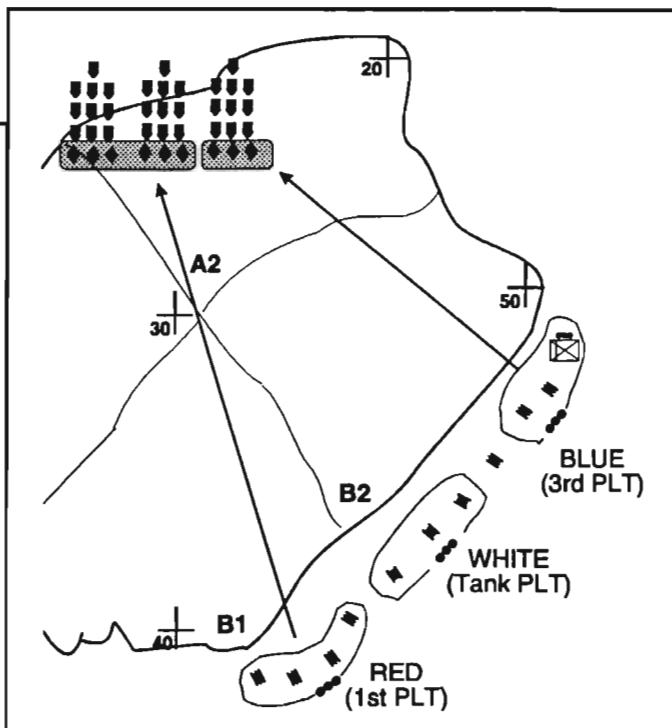 20
A2
30
50
BLUE
(3rd PLT)
B2
WHITE
(Tank PLT)
B1
40
RED
(1st PLT)